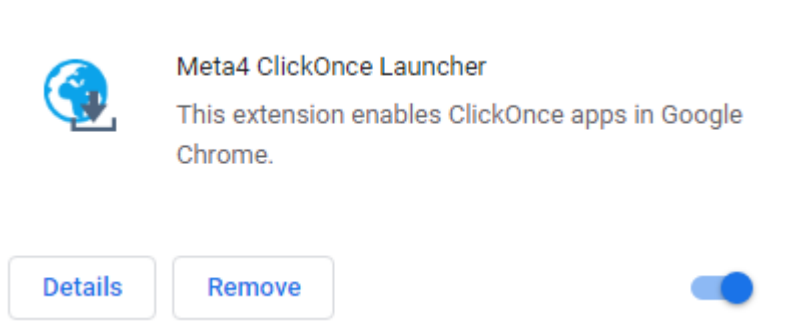 Meta4 ClickOnce Launcher
This extension enables ClickOnce apps in Google
Chrome.
Details Remove